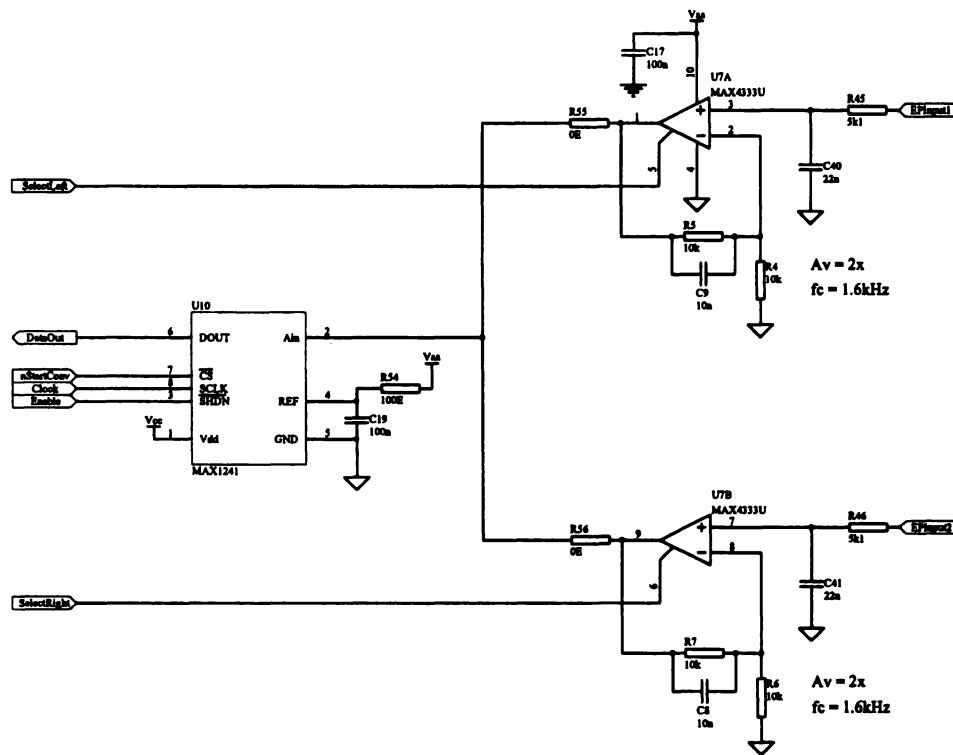 Vaa
C17
100n
10
U7A
MAX4333U
R55
0E
1
3
2
R45
5k1
EPInput1
5
4
C40
22n
SelectLeft
R5
10k
C9
10n
R4
10k
Av = 2x
fc = 1.6kHz
U10
DataOut
6
DOUT
Ain
2
nStartConv
7
CS
Clock
8
SCLK
Enable
3
SHDN
REF
4
R54
100E
Vaa
C19
100n
Vcc
1
Vdd
GND
5
MAX1241
U7B
MAX4333U
R56
0E
9
7
8
R46
5k1
EPInput2
6
C41
22n
SelectRight
R7
10k
C8
10n
R6
10k
Av = 2x
fc = 1.6kHz